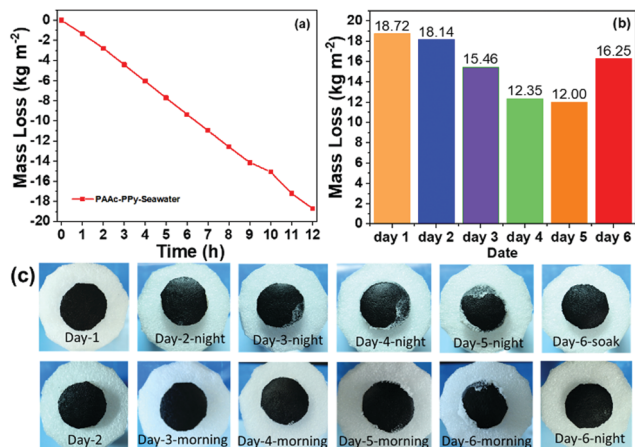 (a)
Mass Loss (kg m⁻²)
0
-2
-4
-6
-8
-10
-12
-14
-16
-18
-20
PAAc-PPy-Seawater
0 1 2 3 4 5 6 7 8 9 10 11 12
Time (h)
(b)
Mass Loss (kg m⁻²)
20
18
16
14
12
10
8
6
4
2
0
18.72
18.14
15.46
12.35
12.00
16.25
day 1 day 2 day 3 day 4 day 5 day 6
Date
(c)
Day-1 Day-2-night Day-3-night Day-4-night Day-5-night Day-6-soak
Day-2 Day-3-morning Day-4-morning Day-5-morning Day-6-morning Day-6-night